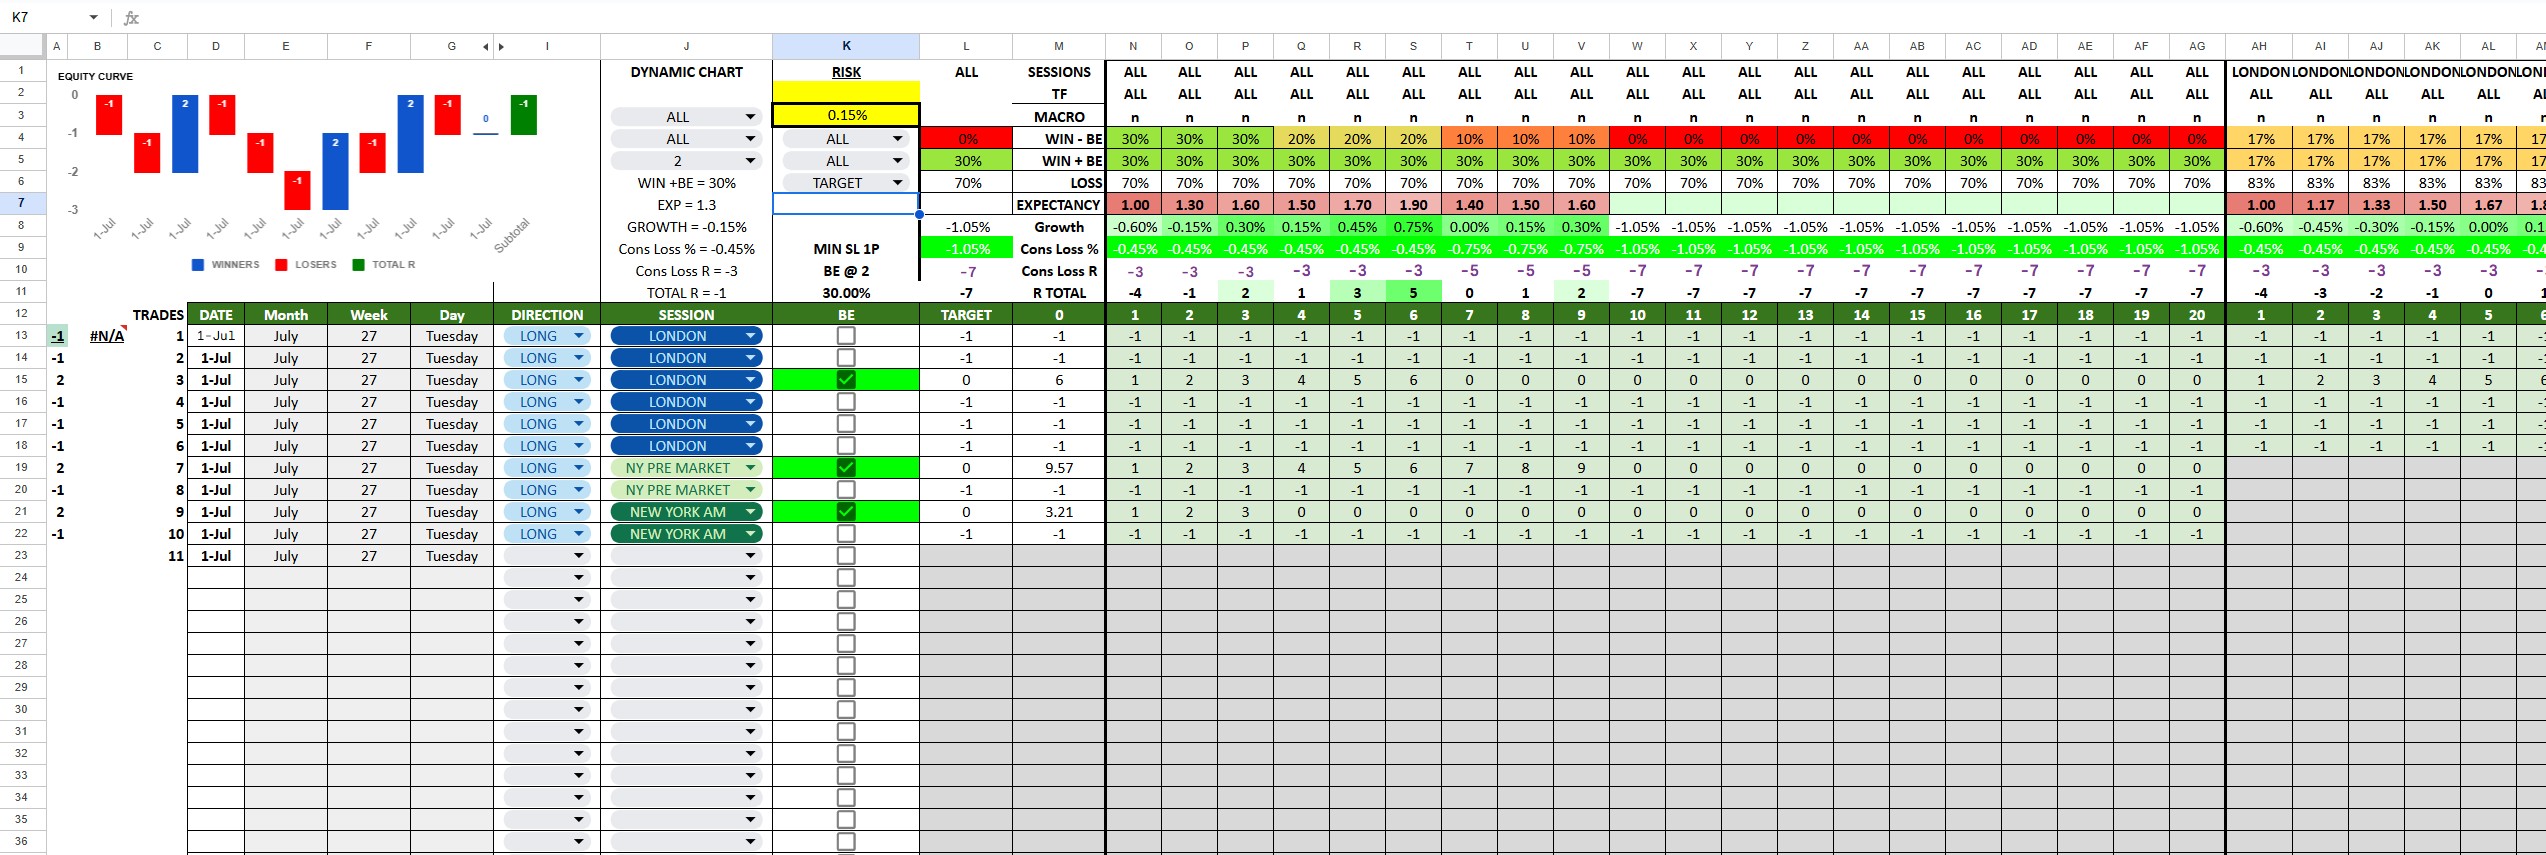 K7 fx
A B C D E F G I J K L M N O P Q R S T U V W X Y Z AA AB AC AD AE AF AG AH AI AJ AK AL
1 EQUITY CURVE DYNAMIC CHART RISK ALL SESSIONS ALL ALL ALL ALL ALL ALL ALL ALL ALL ALL ALL ALL ALL ALL ALL ALL ALL ALL ALL ALL LONDON LONDON LONDON LONDON LONDON
2 TF ALL ALL ALL ALL ALL ALL ALL ALL ALL ALL ALL ALL ALL ALL ALL ALL ALL ALL ALL ALL ALL ALL ALL ALL ALL
3 ALL 0.15% MACRO n n n n n n n n n n n n n n n n n n n n n n n n n
4 ALL ALL 0% WIN - BE 30% 30% 30% 20% 20% 20% 10% 10% 10% 0% 0% 0% 0% 0% 0% 0% 0% 0% 0% 0% 17% 17% 17% 17% 17%
5 2 ALL 30% WIN + BE 30% 30% 30% 30% 30% 30% 30% 30% 30% 30% 30% 30% 30% 30% 30% 30% 30% 30% 30% 30% 17% 17% 17% 17% 17%
6 WIN +BE = 30% TARGET 70% LOSS 70% 70% 70% 70% 70% 70% 70% 70% 70% 70% 70% 70% 70% 70% 70% 70% 70% 70% 70% 70% 83% 83% 83% 83% 83%
7 EXP = 1.3 EXPECTANCY 1.00 1.30 1.60 1.50 1.70 1.90 1.40 1.50 1.60 1.00 1.17 1.33 1.50 1.67
8 GROWTH = -0.15% -1.05% Growth -0.60% -0.15% 0.30% 0.15% 0.45% 0.75% 0.00% 0.15% 0.30% -1.05% -1.05% -1.05% -1.05% -1.05% -1.05% -1.05% -1.05% -1.05% -1.05% -1.05% -0.60% -0.45% -0.30% -0.15% 0.00%
9 Cons Loss % = -0.45% MIN SL 1P -1.05% Cons Loss % -0.45% -0.45% -0.45% -0.45% -0.45% -0.45% -0.75% -0.75% -0.75% -1.05% -1.05% -1.05% -1.05% -1.05% -1.05% -1.05% -1.05% -1.05% -1.05% -1.05% -0.45% -0.45% -0.45% -0.45% -0.45%
10 Cons Loss R = -3 BE @ 2 -7 Cons Loss R -3 -3 -3 -3 -3 -3 -5 -5 -5 -7 -7 -7 -7 -7 -7 -7 -7 -7 -7 -7 -3 -3 -3 -3 -3
11 TOTAL R = -1 30.00% -7 R TOTAL -4 -1 2 1 3 5 0 1 2 -7 -7 -7 -7 -7 -7 -7 -7 -7 -7 -7 -4 -3 -2 -1 0
0 -1 -2 -3
-1 -1 2 -1 -1 -1 2 -1 2 -1 0 -1
1-Jul 1-Jul 1-Jul 1-Jul 1-Jul 1-Jul 1-Jul 1-Jul 1-Jul 1-Jul 1-Jul Subtotal
WINNERS LOSERS TOTAL R
12 TRADES DATE Month Week Day DIRECTION SESSION BE TARGET 0 1 2 3 4 5 6 7 8 9 10 11 12 13 14 15 16 17 18 19 20 1 2 3 4 5
13 -1 #N/A 1 1-Jul July 27 Tuesday LONG LONDON -1 -1 -1 -1 -1 -1 -1 -1 -1 -1 -1 -1 -1 -1 -1 -1 -1 -1 -1 -1 -1 -1 -1 -1 -1 -1 -1
14 -1 2 1-Jul July 27 Tuesday LONG LONDON -1 -1 -1 -1 -1 -1 -1 -1 -1 -1 -1 -1 -1 -1 -1 -1 -1 -1 -1 -1 -1 -1 -1 -1 -1 -1 -1
15 2 3 1-Jul July 27 Tuesday LONG LONDON 0 6 1 2 3 4 5 6 0 0 0 0 0 0 0 0 0 0 0 0 0 0 1 2 3 4 5
16 -1 4 1-Jul July 27 Tuesday LONG LONDON -1 -1 -1 -1 -1 -1 -1 -1 -1 -1 -1 -1 -1 -1 -1 -1 -1 -1 -1 -1 -1 -1 -1 -1 -1 -1 -1
17 -1 5 1-Jul July 27 Tuesday LONG LONDON -1 -1 -1 -1 -1 -1 -1 -1 -1 -1 -1 -1 -1 -1 -1 -1 -1 -1 -1 -1 -1 -1 -1 -1 -1 -1 -1
18 -1 6 1-Jul July 27 Tuesday LONG LONDON -1 -1 -1 -1 -1 -1 -1 -1 -1 -1 -1 -1 -1 -1 -1 -1 -1 -1 -1 -1 -1 -1 -1 -1 -1 -1 -1
19 2 7 1-Jul July 27 Tuesday LONG NY PRE MARKET 0 9.57 1 2 3 4 5 6 7 8 9 0 0 0 0 0 0 0 0 0 0 0
20 -1 8 1-Jul July 27 Tuesday LONG NY PRE MARKET -1 -1 -1 -1 -1 -1 -1 -1 -1 -1 -1 -1 -1 -1 -1 -1 -1 -1 -1 -1 -1 -1
21 2 9 1-Jul July 27 Tuesday LONG NEW YORK AM 0 3.21 1 2 3 0 0 0 0 0 0 0 0 0 0 0 0 0 0 0 0 0
22 -1 10 1-Jul July 27 Tuesday LONG NEW YORK AM -1 -1 -1 -1 -1 -1 -1 -1 -1 -1 -1 -1 -1 -1 -1 -1 -1 -1 -1 -1 -1 -1
23 11 1-Jul July 27 Tuesday
24
25
26
27
28
29
30
31
32
33
34
35
36